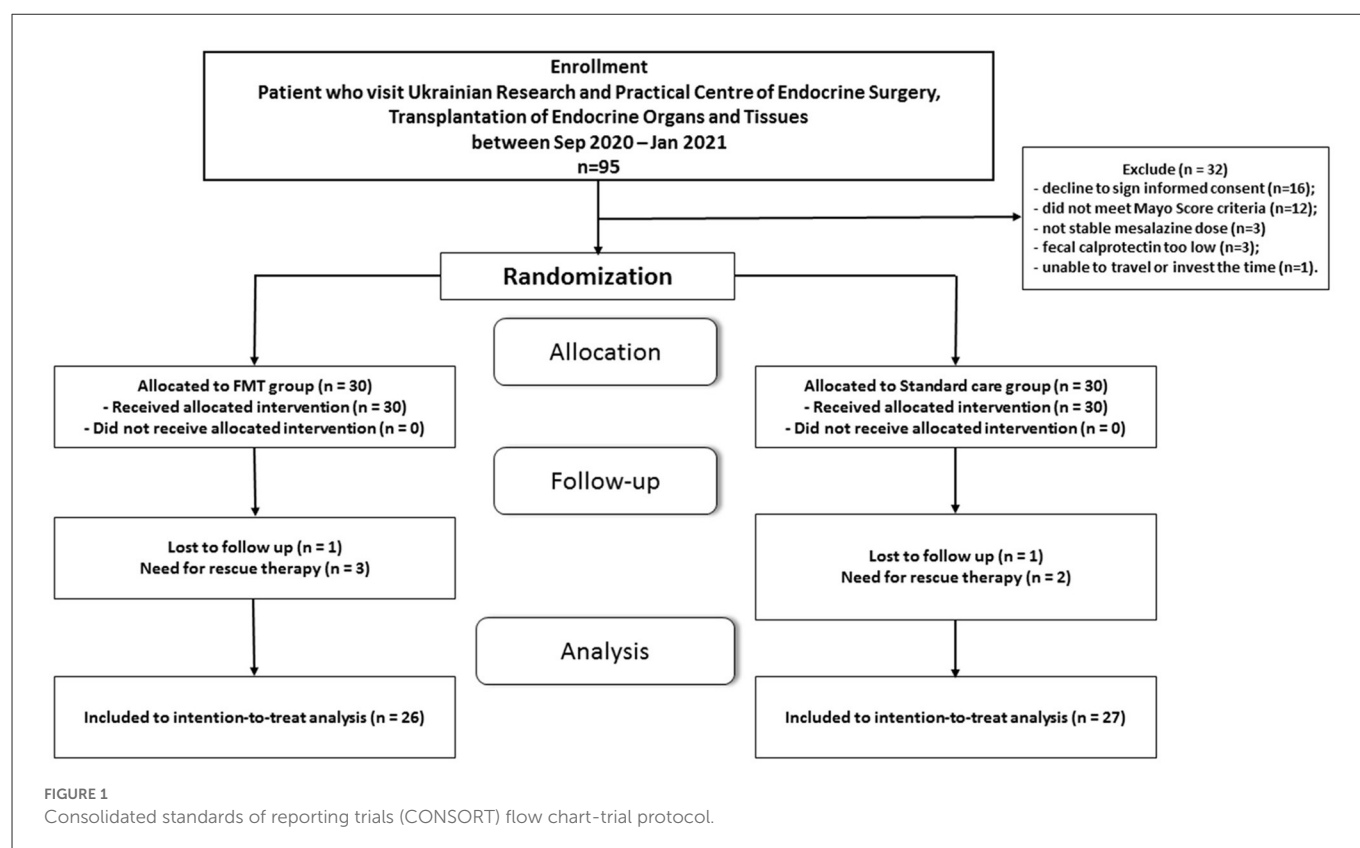 Enrollment
Patient who visit Ukrainian Research and Practical Centre of Endocrine Surgery,
Transplantation of Endocrine Organs and Tissues
between Sep 2020 – Jan 2021
n=95
Exclude (n = 32)
- decline to sign informed consent (n=16);
- did not meet Mayo Score criteria (n=12);
- not stable mesalazine dose (n=3)
- fecal calprotectin too low (n=3);
- unable to travel or invest the time (n=1).
Randomization
Allocation
Allocated to FMT group (n = 30)
- Received allocated intervention (n = 30)
- Did not receive allocated intervention (n = 0)
Allocated to Standard care group (n = 30)
- Received allocated intervention (n = 30)
- Did not receive allocated intervention (n = 0)
Follow-up
Lost to follow up (n = 1)
Need for rescue therapy (n = 3)
Lost to follow up (n = 1)
Need for rescue therapy (n = 2)
Analysis
Included to intention-to-treat analysis (n = 26)
Included to intention-to-treat analysis (n = 27)
FIGURE 1
Consolidated standards of reporting trials (CONSORT) flow chart-trial protocol.